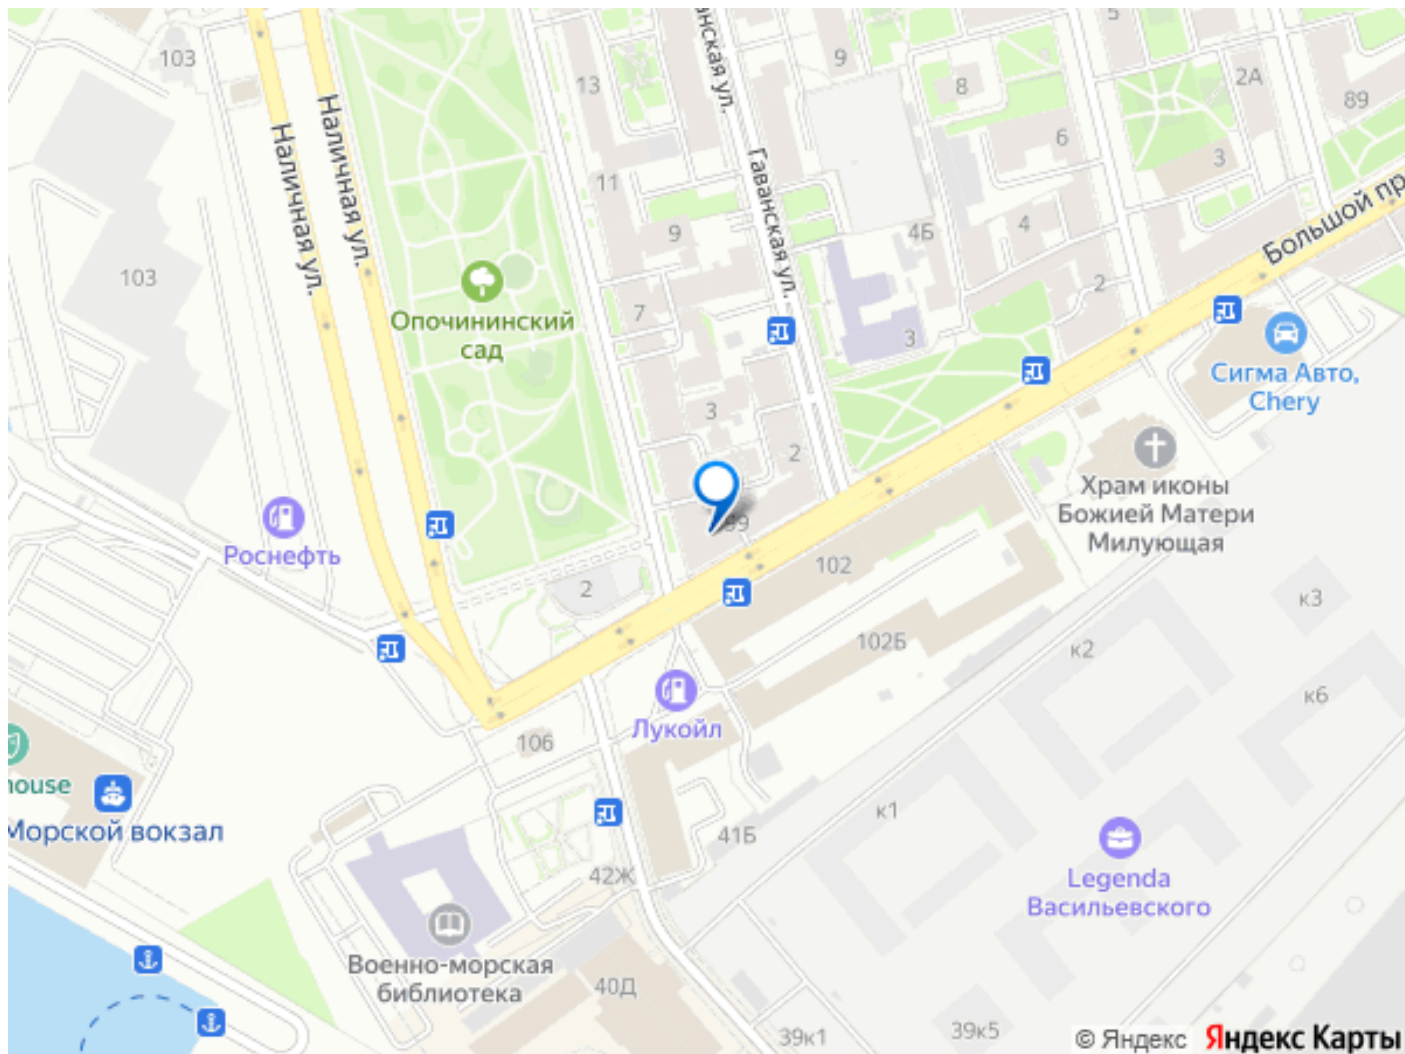 103
Наличная ул.
Наличная ул.
103
13
11
9
7
3
2
Опочининский
сад
нская ул.
Гаванская ул.
9
8
5
6
2А
89
3
4Б
4
2
3
Большой пр
Сигма Авто,
Chery
Храм иконы
Божией Матери
Милующая
99
Роснефть
2
102
102Б
к2
к3
к6
Лукойл
106
house
Морской вокзал
41Б
к1
42Ж
Legenda
Васильевского
Военно-морская
библиотека
40Д
39к1
39к5
© Яндекс Яндекс Карты